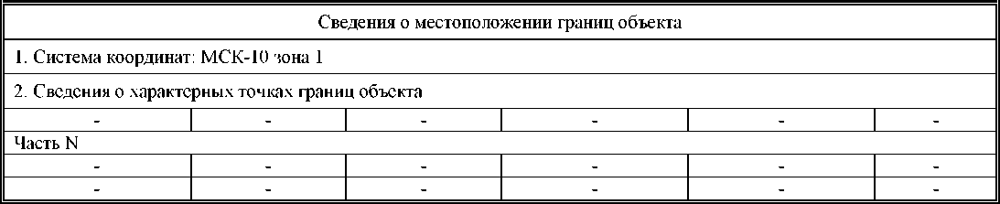 Сведения о местоположении границ объекта
1. Система координат: МСК-10 зона 1
2. Сведения о характерных точках границ объекта
- - - - - -
Часть N
- - - - - -
- - - - - -